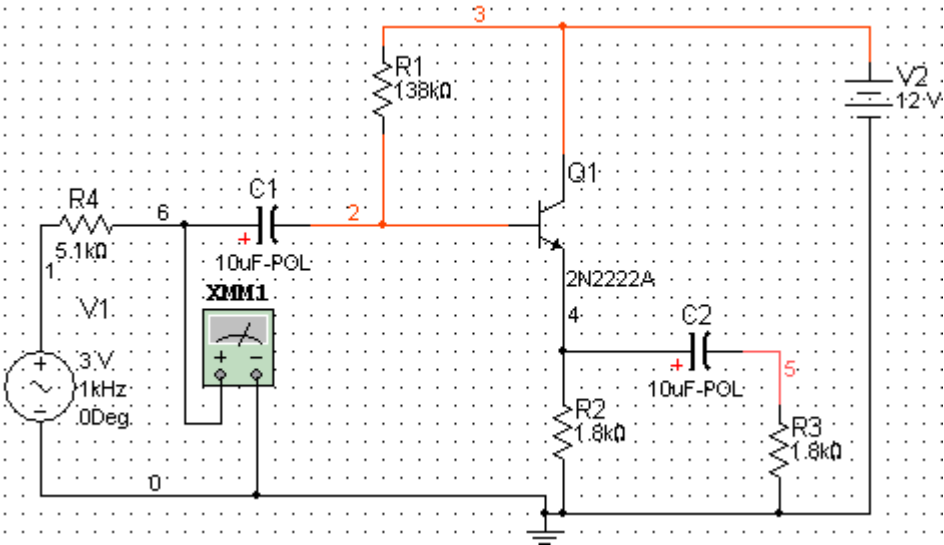 3
R1
138kΩ
V2
12 V
Q1
R4
6
C1
2
5.1kΩ
+
10uF-POL
1
XMM1
2N2222A
V1
4
C2
+
3 V
1kHz
0Deg
+
-
+
5
10uF-POL
R2
1.8kΩ
R3
1.8kΩ
0